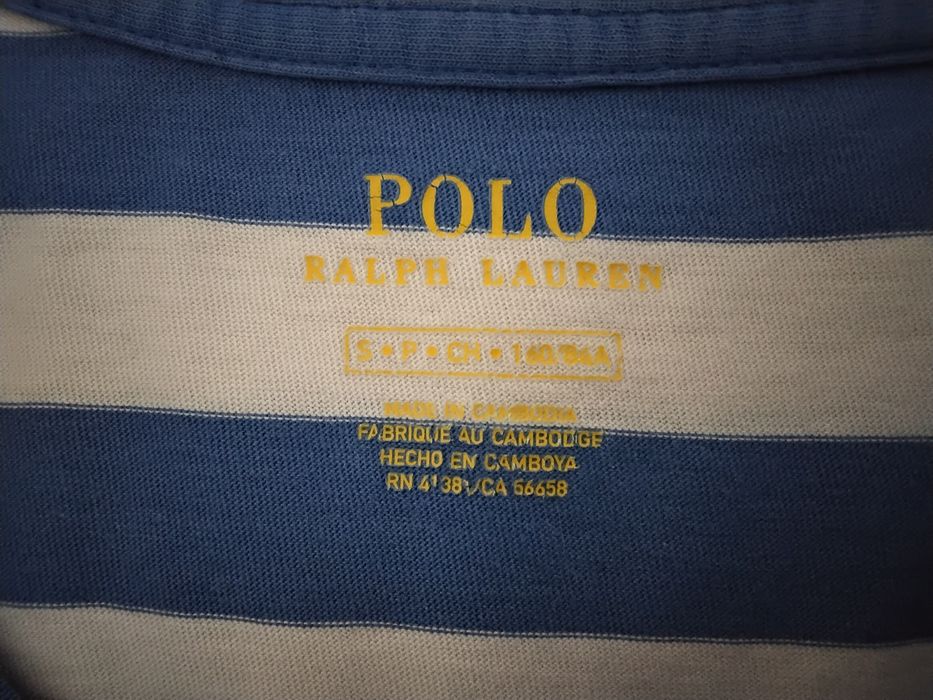 POLO
RALPH LAUREN
S • P • CH • 160/84A
MADE IN CAMBODIA
FABRIQUE AU CAMBODGE
HECHO EN CAMBOYA
RN 41381/CA 56658